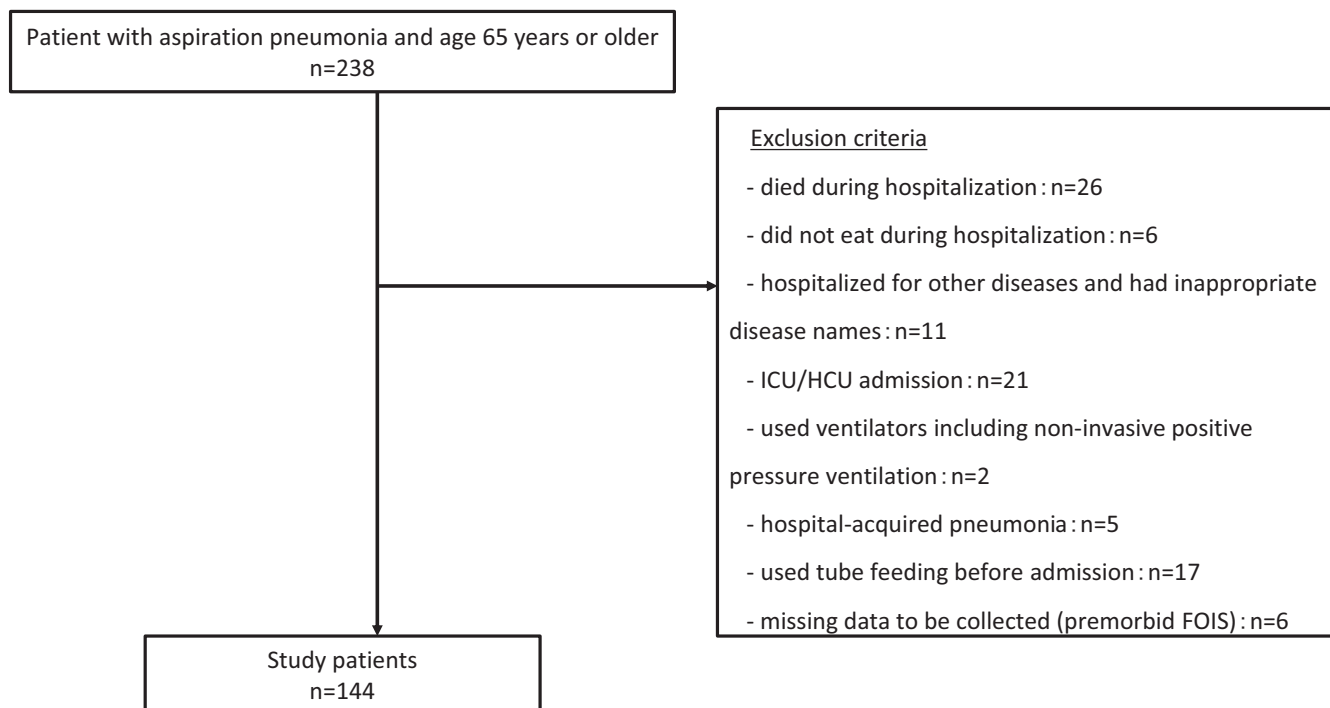 Patient with aspiration pneumonia and age 65 years or older
n=238
Exclusion criteria
- died during hospitalization：n=26
- did not eat during hospitalization：n=6
- hospitalized for other diseases and had inappropriate
disease names：n=11
- ICU/HCU admission：n=21
- used ventilators including non-invasive positive
pressure ventilation：n=2
- hospital-acquired pneumonia：n=5
- used tube feeding before admission：n=17
- missing data to be collected (premorbid FOIS)：n=6
Study patients
n=144